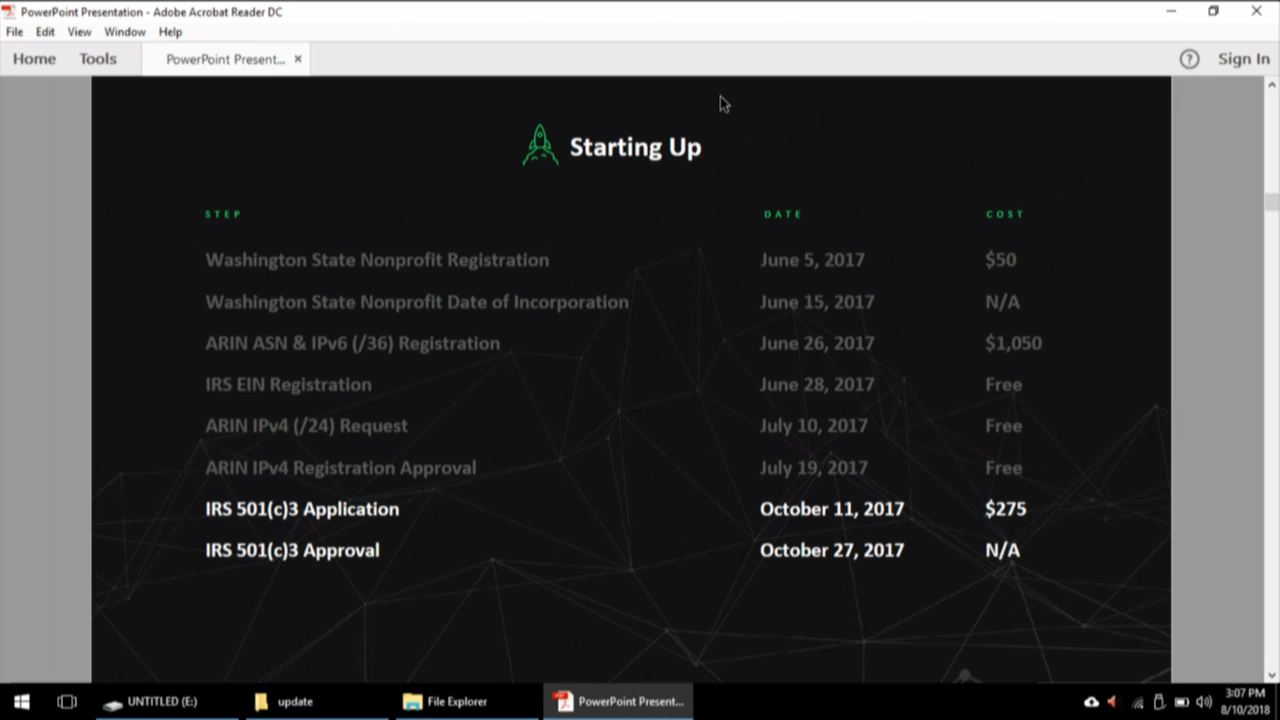 PowerPoint Presentation - Adobe Acrobat Reader DC
File Edit View Window Help
Home Tools PowerPoint Present... × ? Sign In
Starting Up
STEP DATE COST
Washington State Nonprofit Registration June 5, 2017 $50
Washington State Nonprofit Date of Incorporation June 15, 2017 N/A
ARIN ASN & IPv6 (/36) Registration June 26, 2017 $1,050
IRS EIN Registration June 28, 2017 Free
ARIN IPv4 (/24) Request July 10, 2017 Free
ARIN IPv4 Registration Approval July 19, 2017 Free
IRS 501(c)3 Application October 11, 2017 $275
IRS 501(c)3 Approval October 27, 2017 N/A
UNTITLED (E:) update File Explorer PowerPoint Present... 3:07 PM
8/10/2018